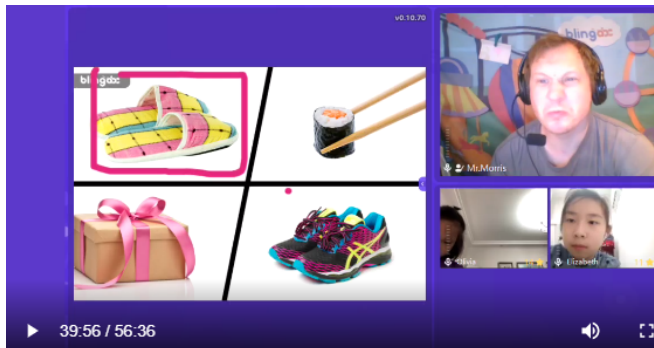 v0.10.70
blingabc
blingabc
Mr.Morris
Olivia
Elizabeth
39:56 / 56:36